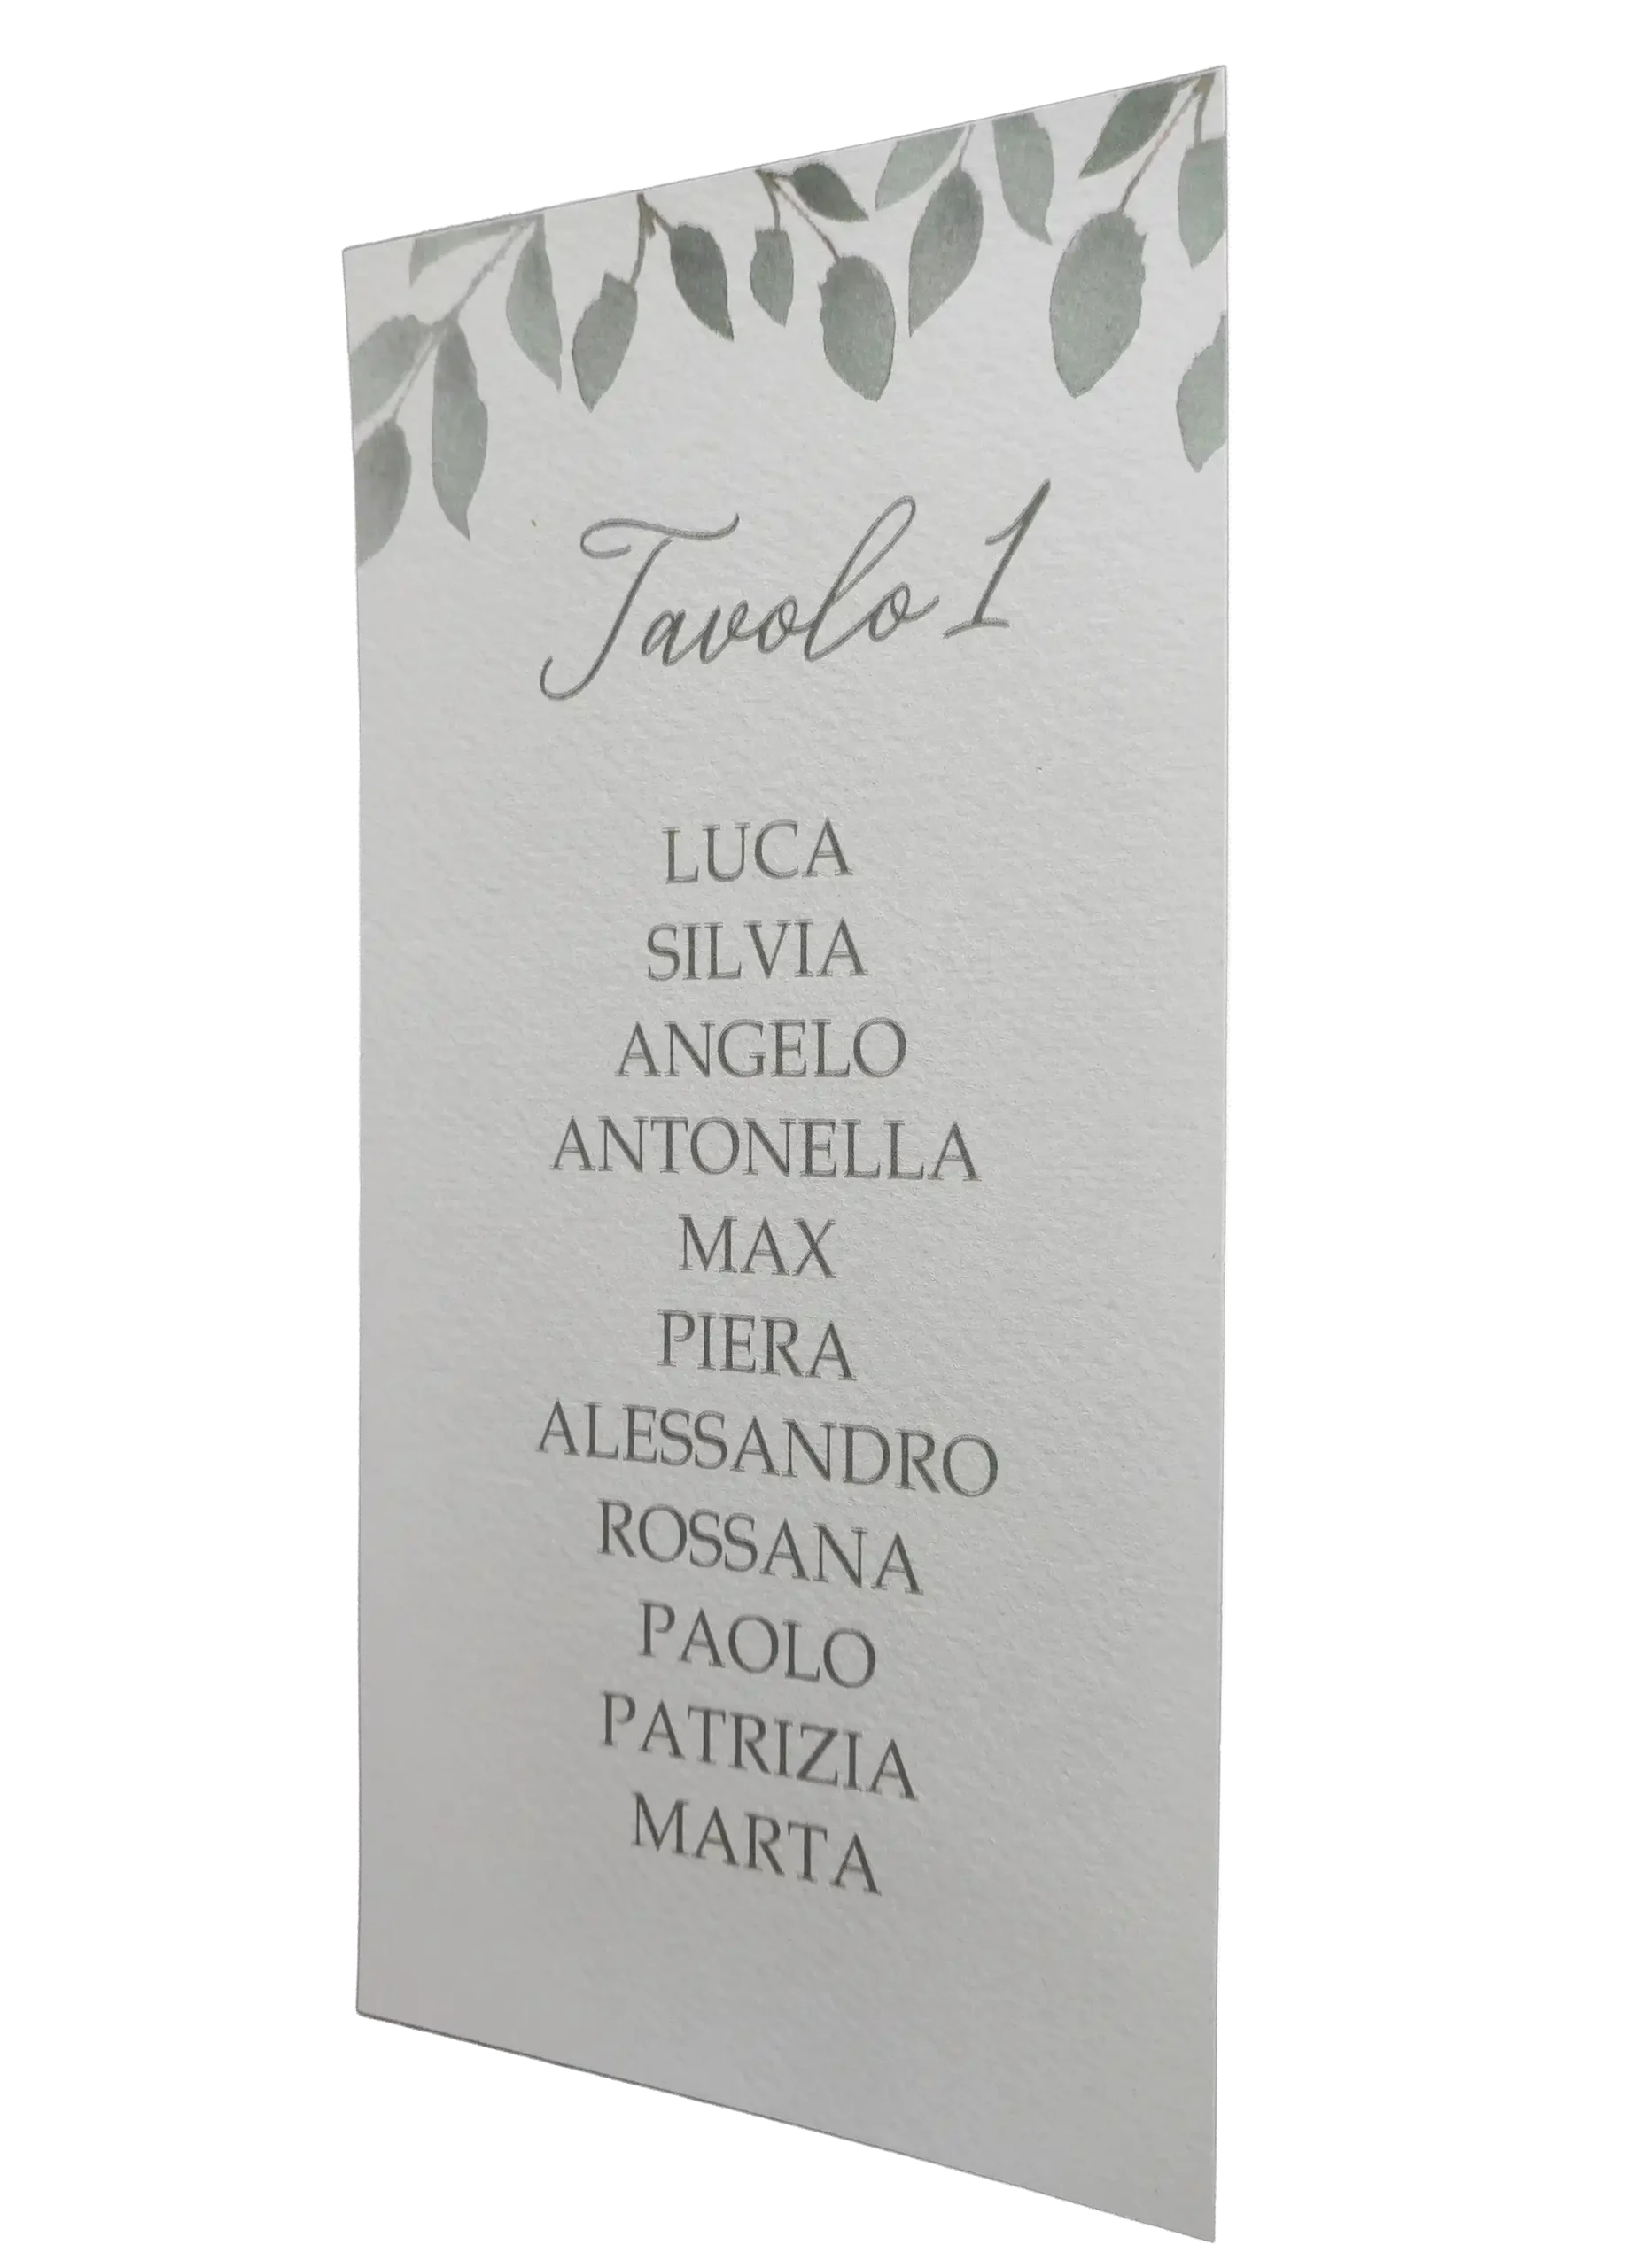 Tavolo 1
LUCA
SILVIA
ANGELO
ANTONELLA
MAX
PIERA
ALESSANDRO
ROSSANA
PAOLO
PATRIZIA
MARTA